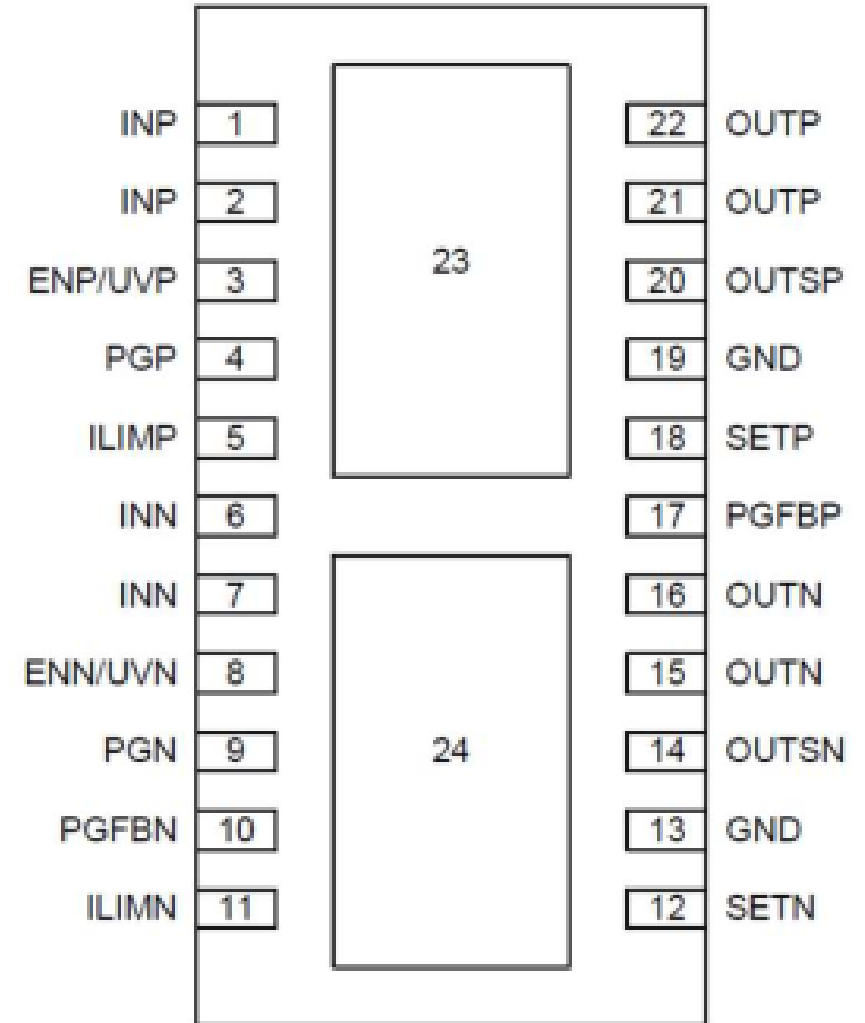 INP 1 22 OUTP
INP 2 21 OUTP
ENP/UVP 3 23 20 OUTSP
PGP 4 19 GND
ILIMP 5 18 SETP
INN 6 17 PGFBP
INN 7 16 OUTN
ENN/UVN 8 15 OUTN
PGN 9 24 14 OUTSN
PGFBN 10 13 GND
ILIMN 11 12 SETN